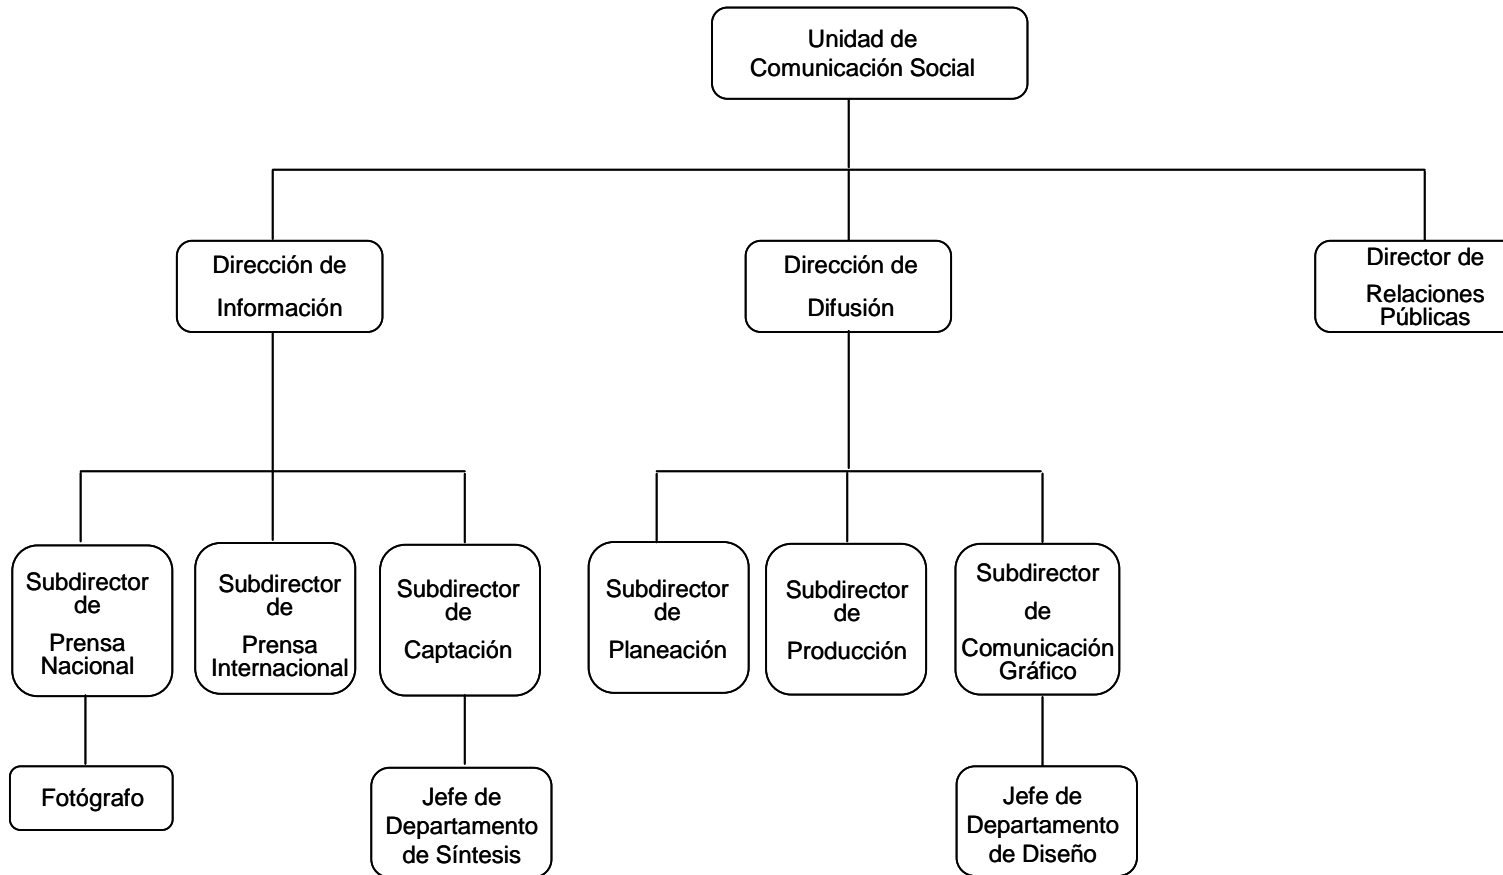 Unidad de
Comunicación Social
Dirección de
Información
Dirección de
Difusión
Director de
Relaciones
Públicas
Subdirector
de
Prensa
Nacional
Subdirector
de
Prensa
Internacional
Subdirector
de
Captación
Subdirector
de
Planeación
Subdirector
de
Producción
Subdirector
de
Comunicación
Gráfico
Fotógrafo
Jefe de
Departamento
de Síntesis
Jefe de
Departamento
de Diseño